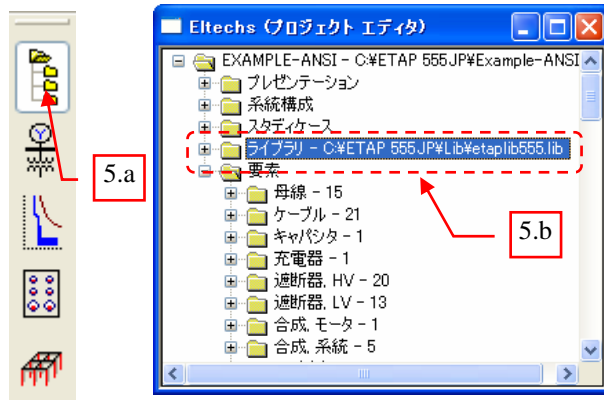 Eltechs (プロジェクト エディタ)
EXAMPLE-ANSI - C:¥ETAP 555JP¥Example-ANSI
プレゼンテーション
系統構成
スタディケース
ライブラリ - C:¥ETAP 555JP¥Lib¥etaplib555.lib
要素
母線 - 15
ケーブル - 21
キャパシタ - 1
充電器 - 1
遮断器, HV - 20
遮断器, LV - 13
合成, モータ - 1
合成, 系統 - 5
5.a
5.b